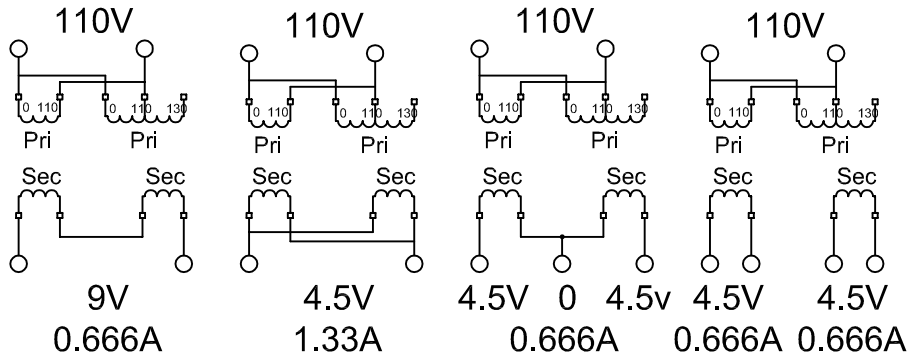 110V 110V 110V 110V
0 110 0 110 130 0 110 0 110 130 0 110 0 110 130 0 110 0 110 130
Pri Pri Pri Pri Pri Pri Pri Pri
Sec Sec Sec Sec Sec Sec Sec Sec
9V 4.5V 4.5V 0 4.5v 4.5V 4.5V
0.666A 1.33A 0.666A 0.666A 0.666A